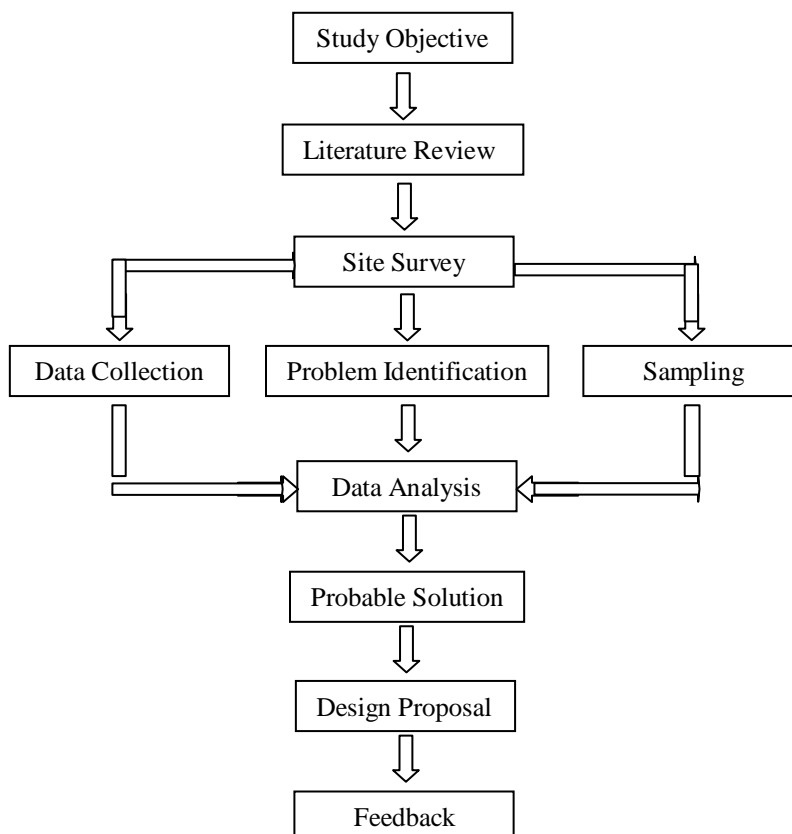 Study Objective
Literature Review
Site Survey
Data Collection
Problem Identification
Sampling
Data Analysis
Probable Solution
Design Proposal
Feedback